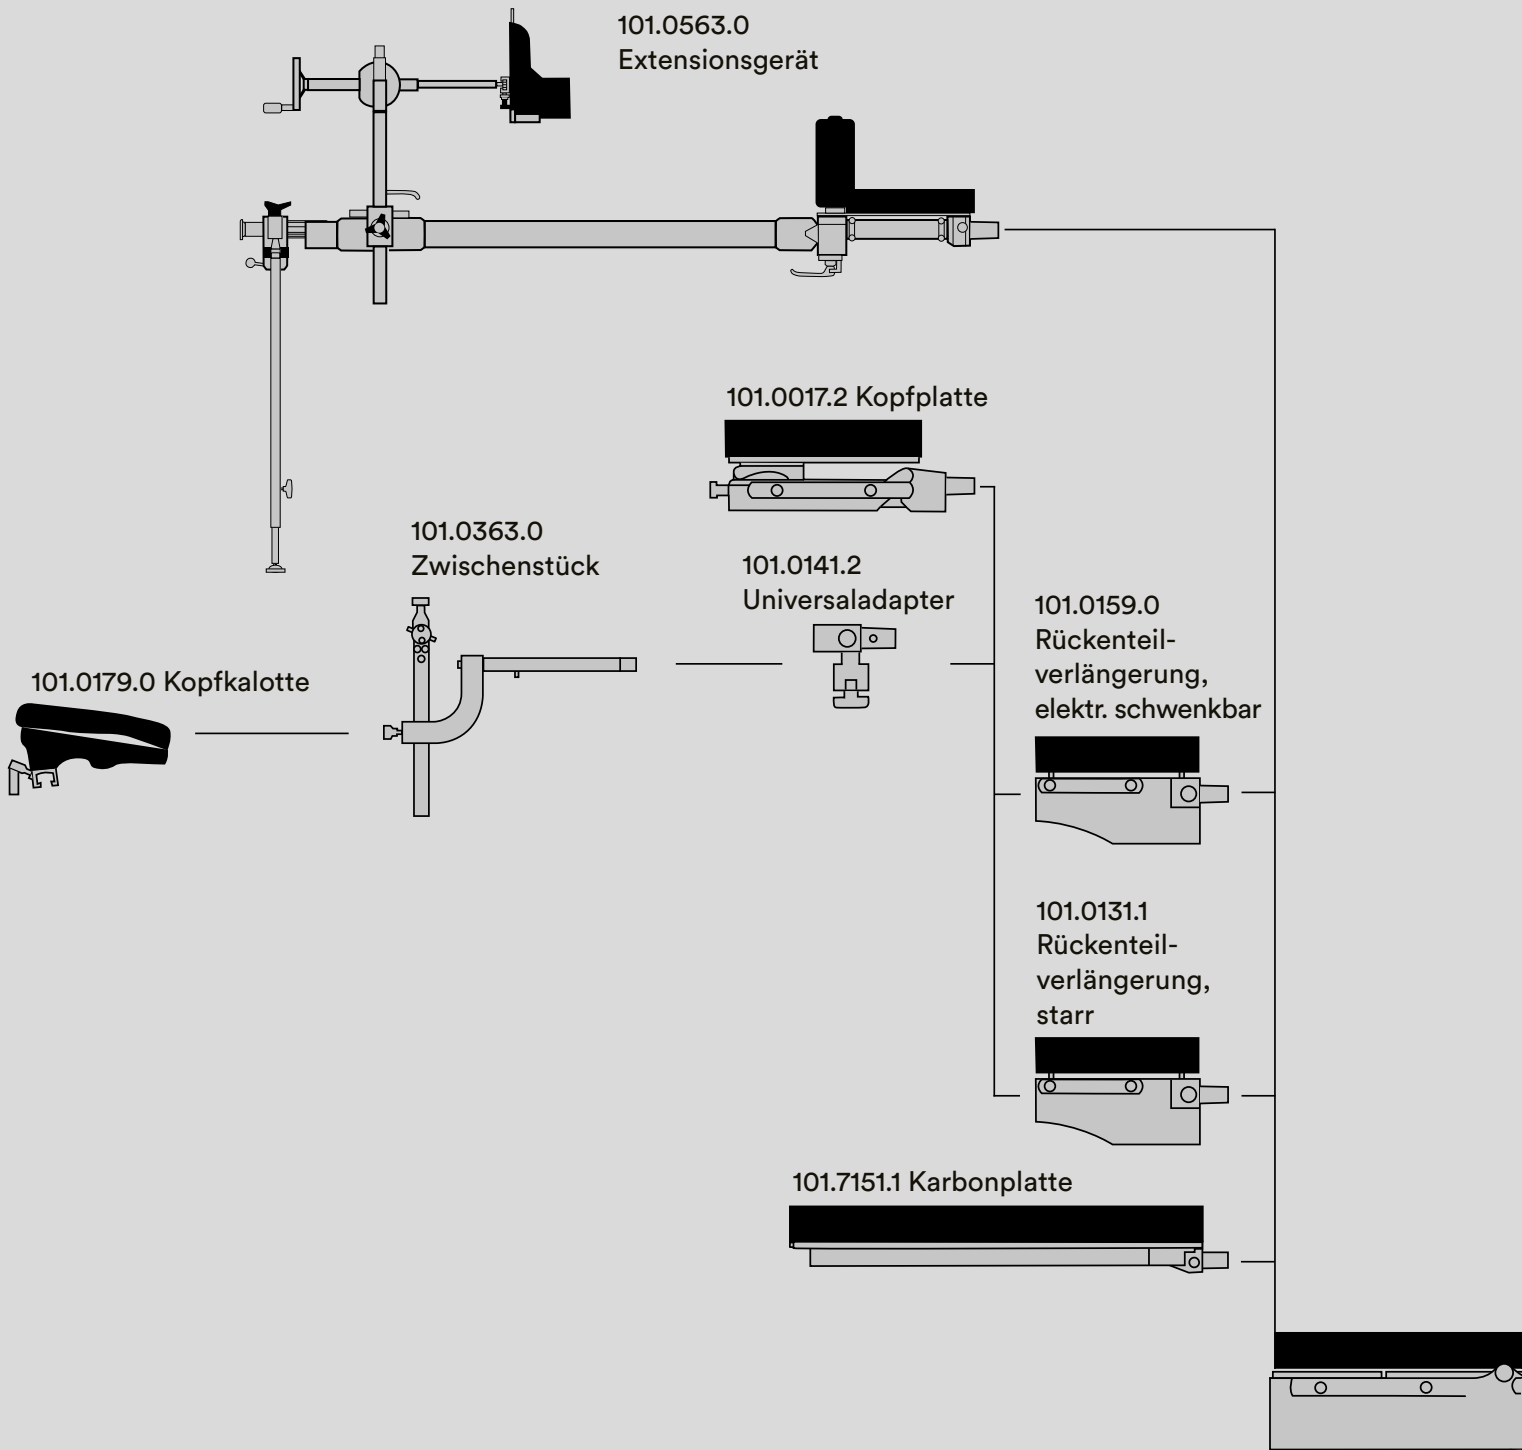 101.0563.0
Extensionsgerät
101.0017.2 Kopfplatte
101.0363.0
Zwischenstück
101.0141.2
Universaladapter
101.0159.0
Rückenteil-
verlängerung,
elektr. schwenkbar
101.0179.0 Kopfkalotte
101.0131.1
Rückenteil-
verlängerung,
starr
101.7151.1 Karbonplatte